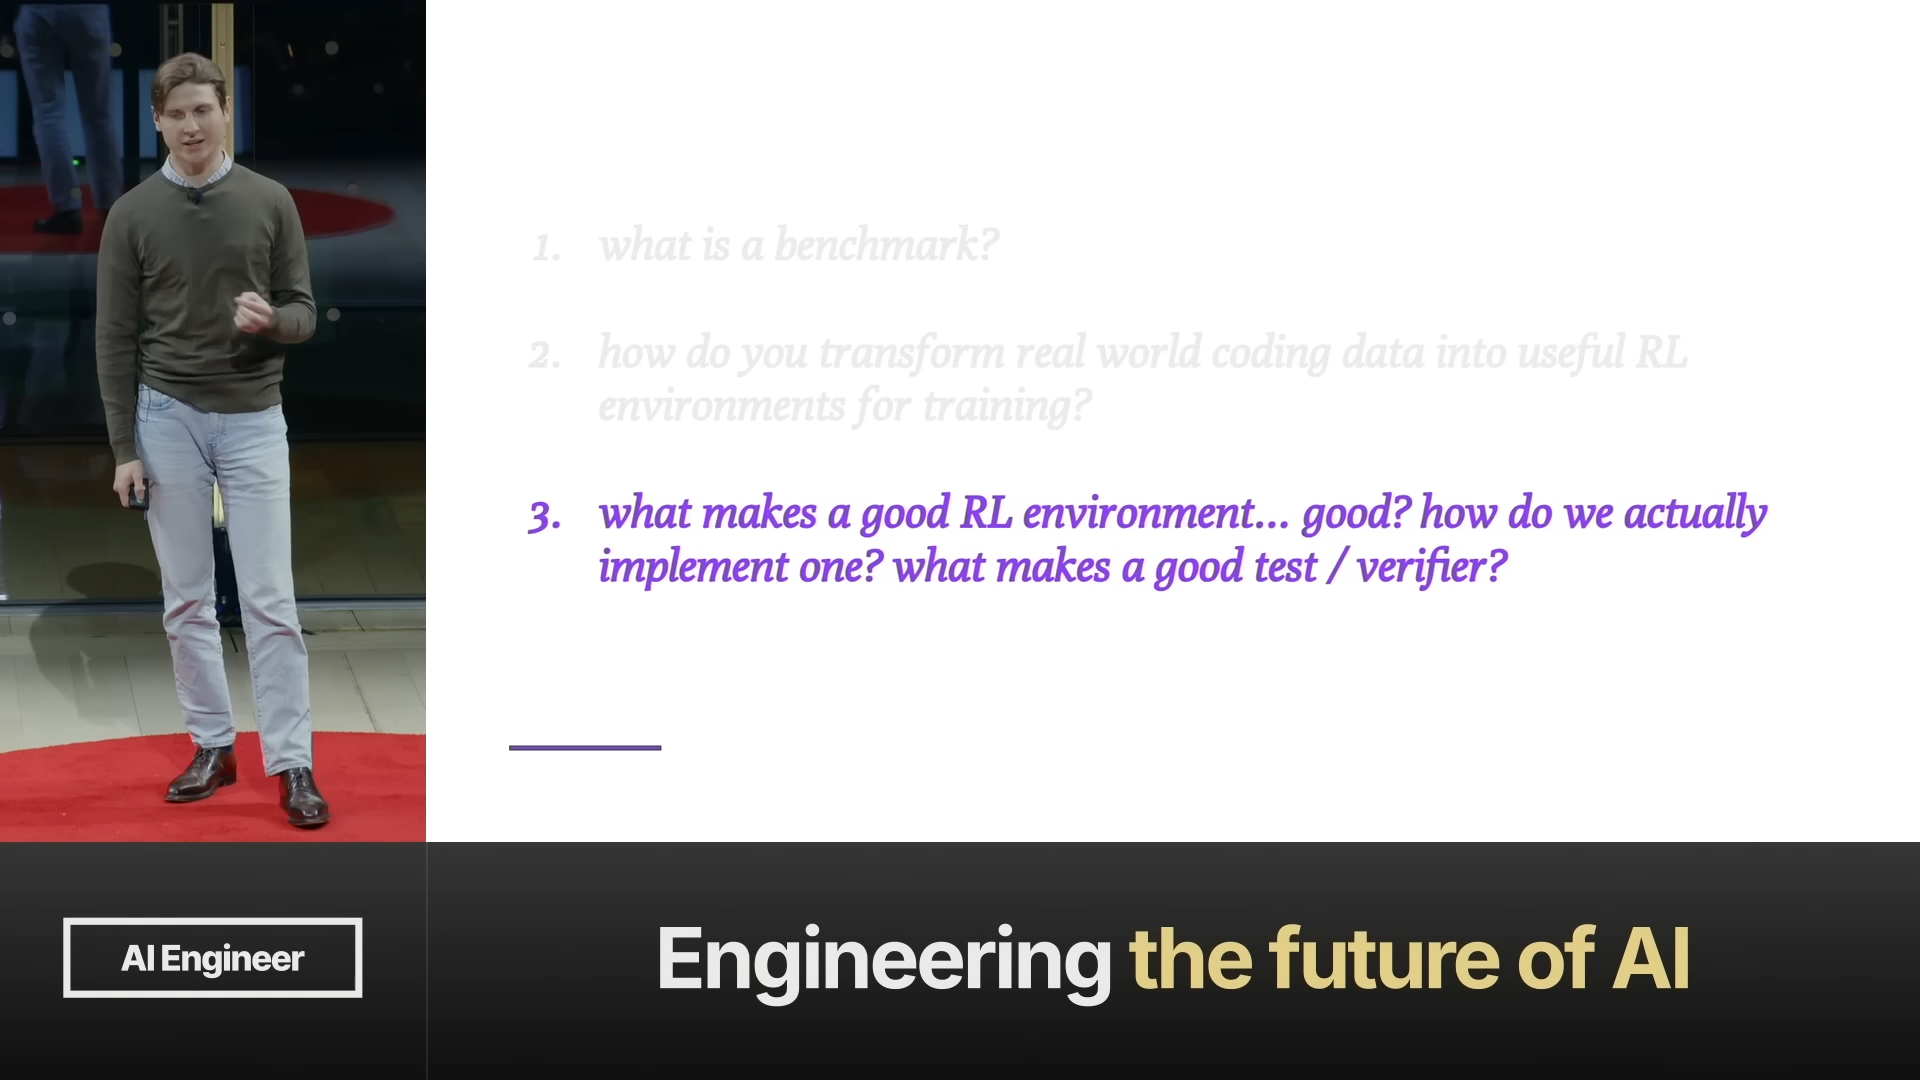 1. what is a benchmark?
2. how do you transform real world coding data into useful RL
environments for training?
3. what makes a good RL environment... good? how do we actually
implement one? what makes a good test / verifier?
AI Engineer
Engineering the future of AI